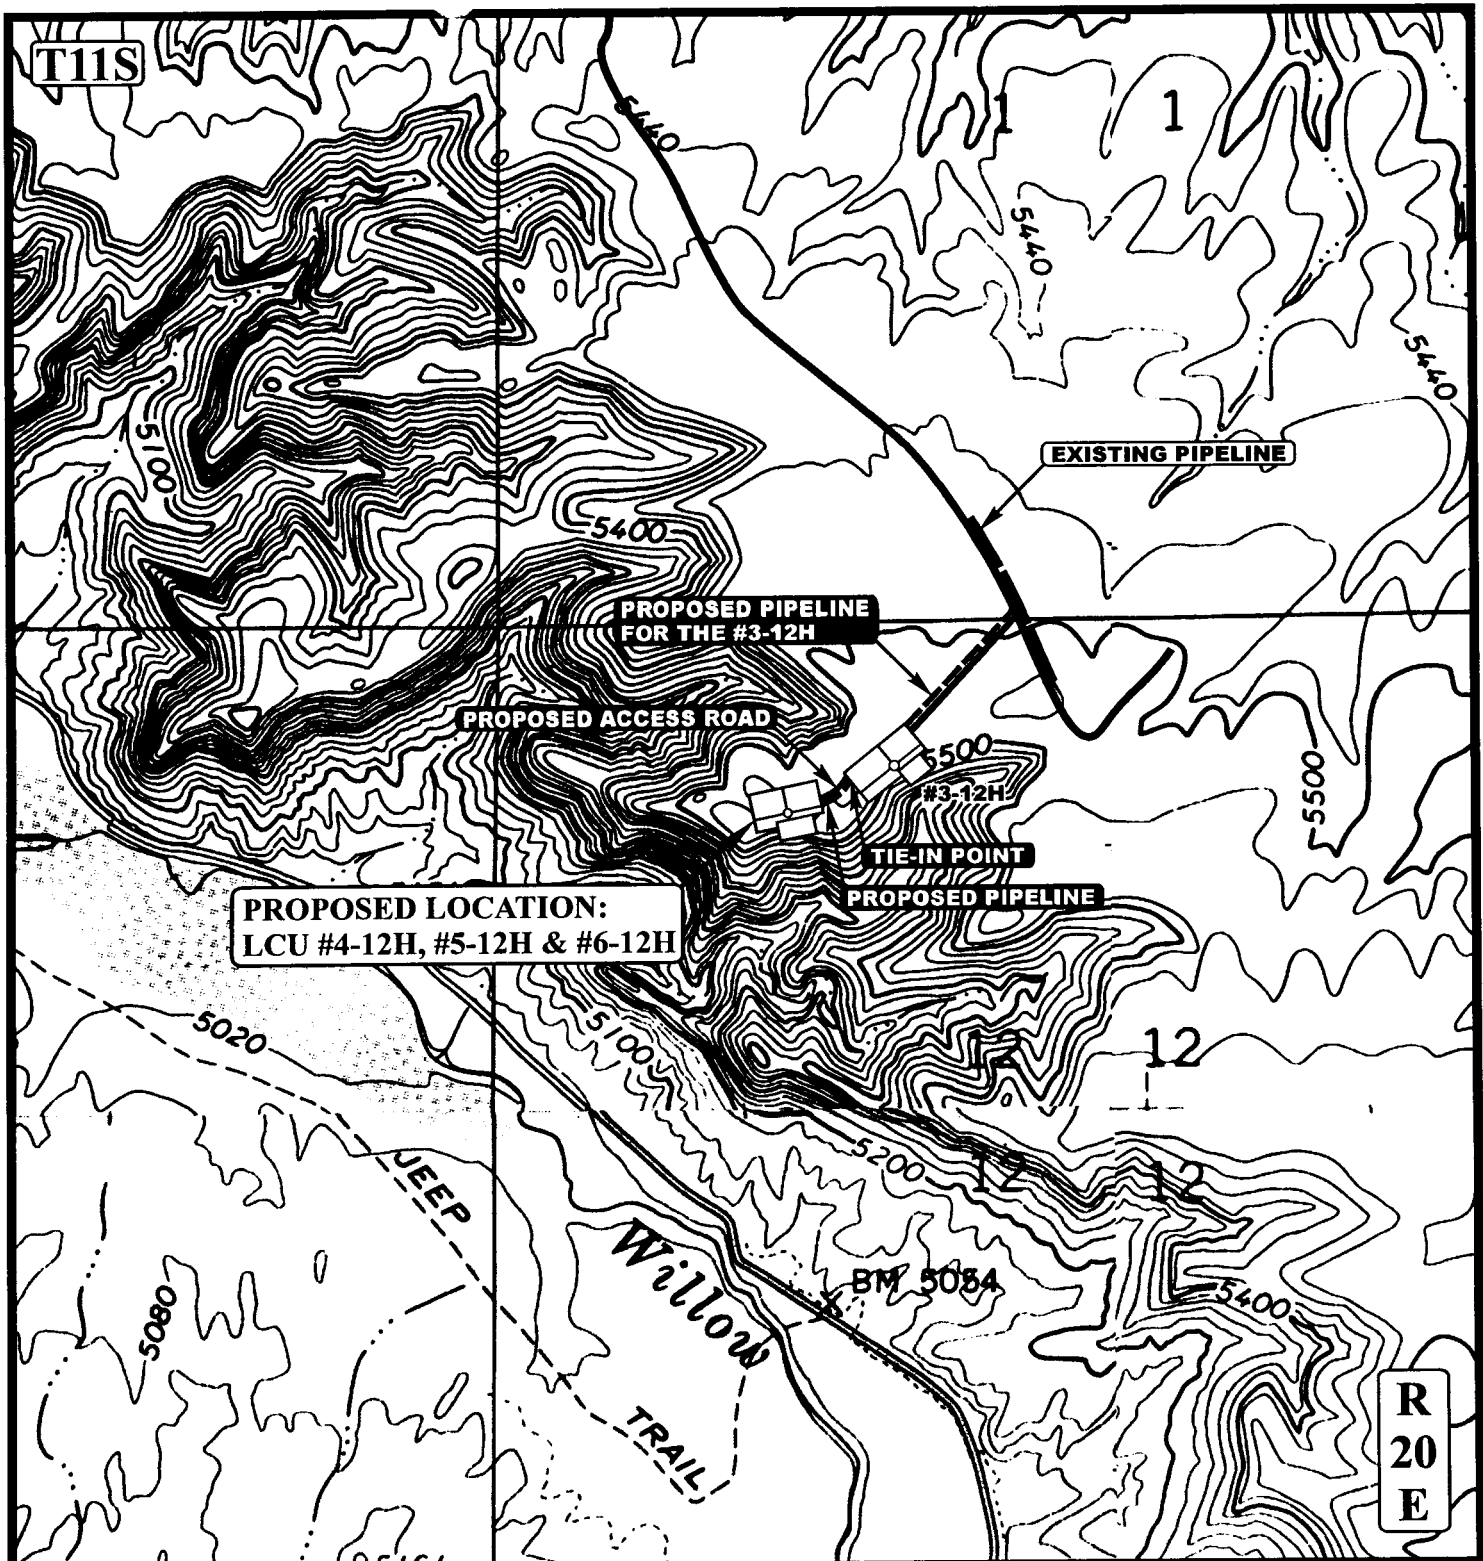 T11S
5440
1 1
5440
5440
5100
EXISTING PIPELINE
5400
PROPOSED PIPELINE
FOR THE #3-12H
PROPOSED ACCESS ROAD
5500
#3-12H
5500
TIE-IN POINT
PROPOSED PIPELINE
PROPOSED LOCATION:
LCU #4-12H, #5-12H & #6-12H
5020
5100
12 12
JEEP
5200
12 12
Willow
BM 5054
5400
5080
TRAIL
R
20
E